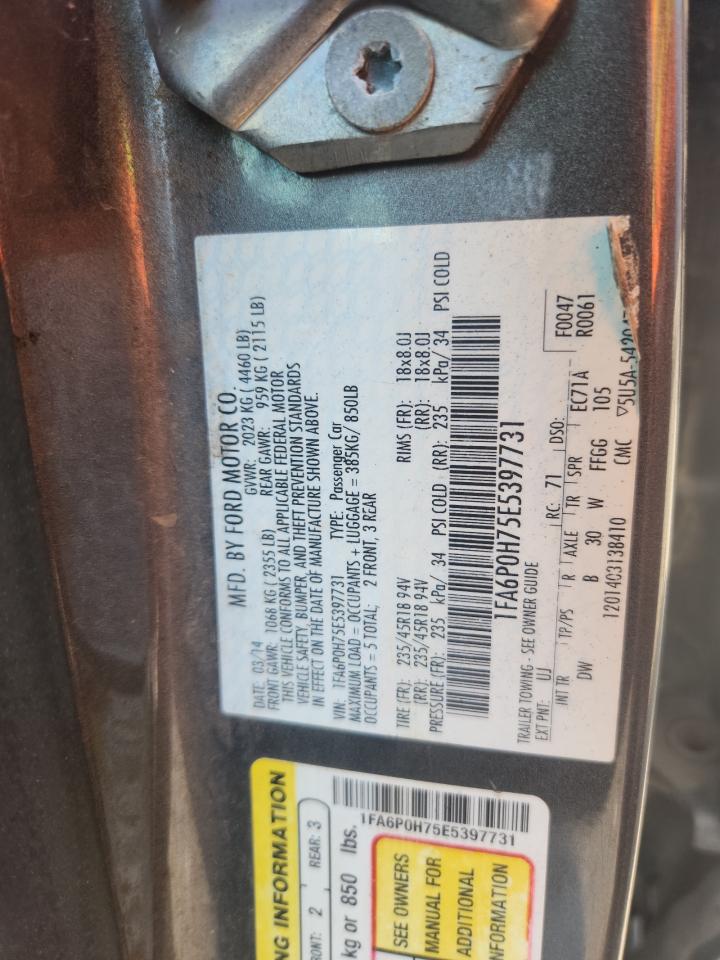 MFD. BY FORD MOTOR CO.
DATE: 03/14 GVWR: 2023 KG ( 4460 LB)
FRONT GAWR: 1068 KG ( 2355 LB) REAR GAWR: 959 KG ( 2115 LB)
THIS VEHICLE CONFORMS TO ALL APPLICABLE FEDERAL MOTOR
VEHICLE SAFETY, BUMPER, AND THEFT PREVENTION STANDARDS
IN EFFECT ON THE DATE OF MANUFACTURE SHOWN ABOVE.
VIN: 1FA6P0H75E5397731 TYPE: Passenger Car
MAXIMUM LOAD = OCCUPANTS + LUGGAGE = 385KG/ 850LB
OCCUPANTS = 5 TOTAL; 2 FRONT, 3 REAR
TIRE (FR): 235/45R18 94V RIMS (FR): 18x8.0J
(RR): 235/45R18 94V (RR): 18x8.0J
PRESSURE (FR): 235 kPa/ 34 PSI COLD (RR): 235 kPa/ 34 PSI COLD
1FA6P0H75E5397731
TRAILER TOWING - SEE OWNER GUIDE
EXT PNT: UJ RC: 71 DSO: F0047
INT TR TP/PS R AXLE TR SPR EC71A R0061
DW B 30 W FFGG 105
12014C3138410 CMC ▽5U5A-5420
NG INFORMATION
FRONT: 2 REAR: 3
kg or 850 lbs.
1FA6P0H75E5397731
SEE OWNERS
MANUAL FOR
ADDITIONAL
INFORMATION